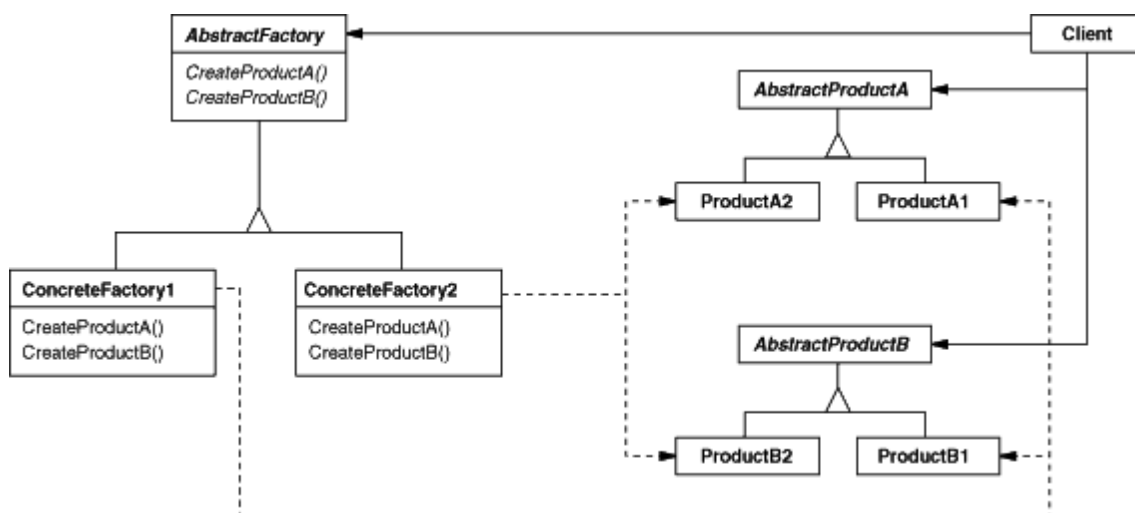 AbstractFactory
CreateProductA()
CreateProductB()
Client
AbstractProductA
ProductA2
ProductA1
ConcreteFactory1
CreateProductA()
CreateProductB()
ConcreteFactory2
CreateProductA()
CreateProductB()
AbstractProductB
ProductB2
ProductB1